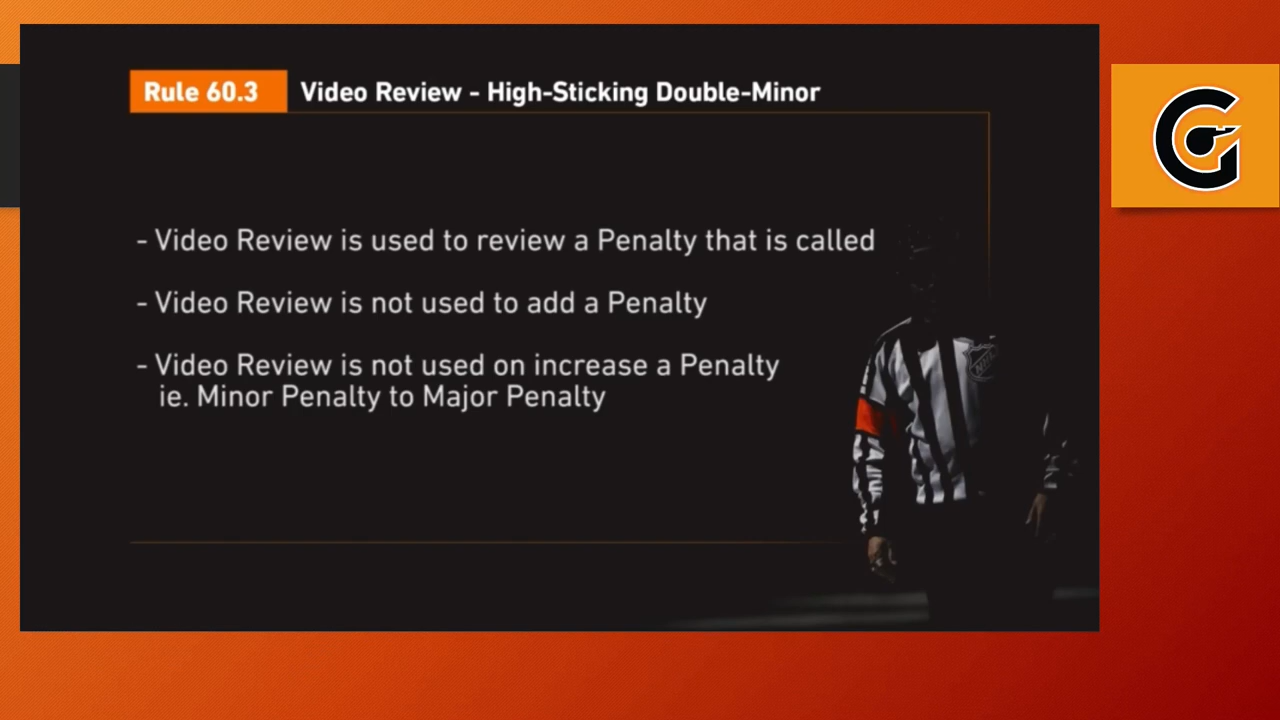 Rule 60.3 Video Review - High-Sticking Double-Minor
- Video Review is used to review a Penalty that is called
- Video Review is not used to add a Penalty
- Video Review is not used on increase a Penalty
ie. Minor Penalty to Major Penalty
NHL
G